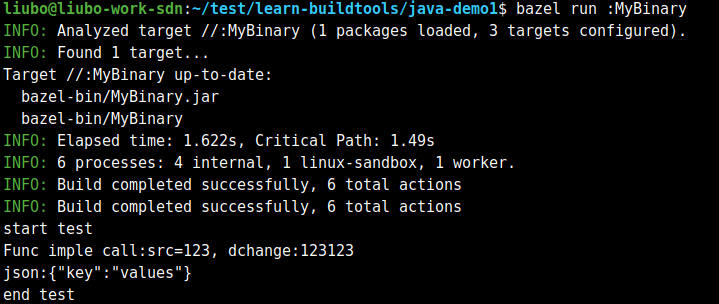 liubo@liubo-work-sdn:~/test/learn-buildtools/java-demo1$ bazel run :MyBinary
INFO: Analyzed target //:MyBinary (1 packages loaded, 3 targets configured).
INFO: Found 1 target...
Target //:MyBinary up-to-date:
  bazel-bin/MyBinary.jar
  bazel-bin/MyBinary
INFO: Elapsed time: 1.622s, Critical Path: 1.49s
INFO: 6 processes: 4 internal, 1 linux-sandbox, 1 worker.
INFO: Build completed successfully, 6 total actions
INFO: Build completed successfully, 6 total actions
start test
Func imple call:src=123, dchange:123123
json:{"key":"values"}
end test